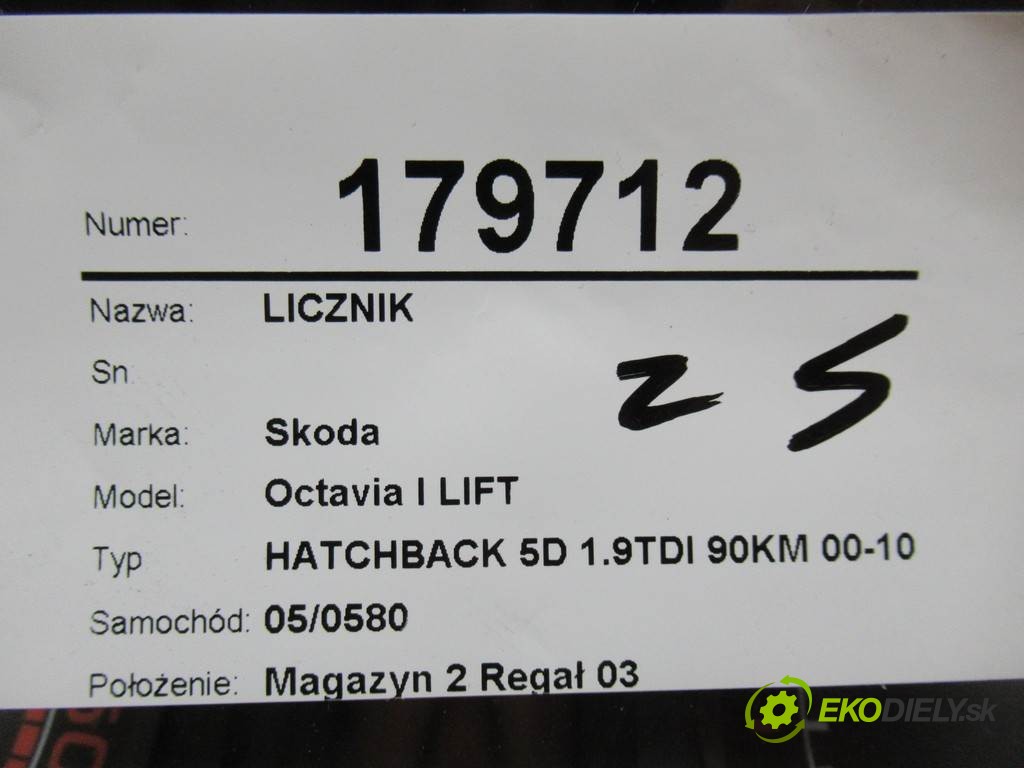 Numer: 179712
Nazwa: LICZNIK
Sn
Marka: Skoda
Model: Octavia I LIFT
Typ HATCHBACK 5D 1.9TDI 90KM 00-10
Samochód: 05/0580
Położenie: Magazyn 2 Regał 03
EKODIELY.sk